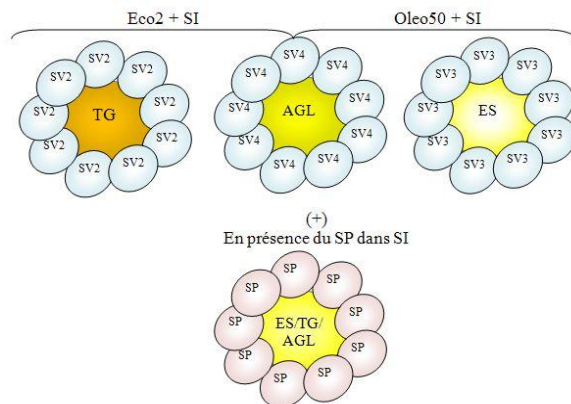 Eco2 + SI
Oleo50 + SI
SV2
SV2
SV2
SV2
SV2
SV2
SV2
SV2
SV2
TG
SV4
SV4
SV4
SV4
SV4
SV4
SV4
SV4
SV4
AGL
SV3
SV3
SV3
SV3
SV3
SV3
SV3
SV3
SV3
ES
(+)
En présence du SP dans SI
SP
SP
SP
SP
SP
SP
SP
SP
SP
ES/TG/
AGL